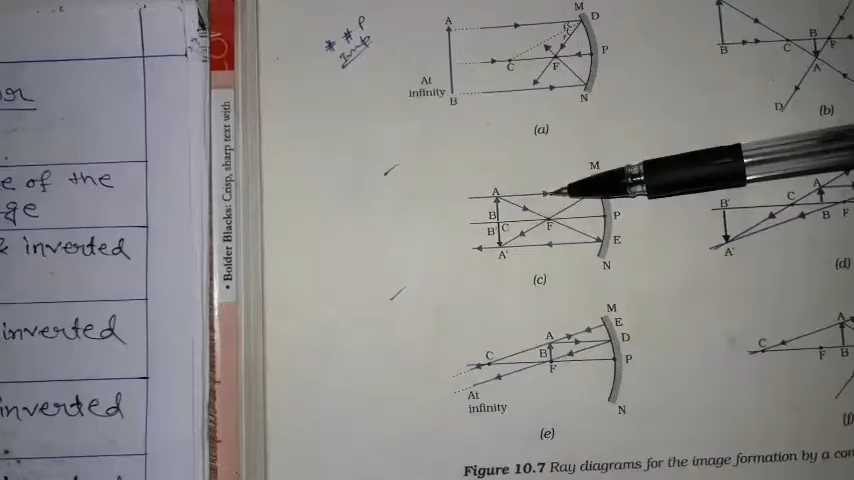 or
e of the
ge
& inverted
inverted
inverted
• Bolder Blacks: Crisp, sharp text with
# # P
Imp
A
M
D
C
F
P
At
infinity
B
N
(a)
B
C
B
F
A
D
(b)
M
A
B
B'
C
F
P
A'
E
N
(c)
B'
C
A
B
F
A'
(d)
M
E
A
D
C
B
F
P
At
infinity
N
(e)
A
C
F
B
(f)
Figure 10.7 Ray diagrams for the image formation by a con